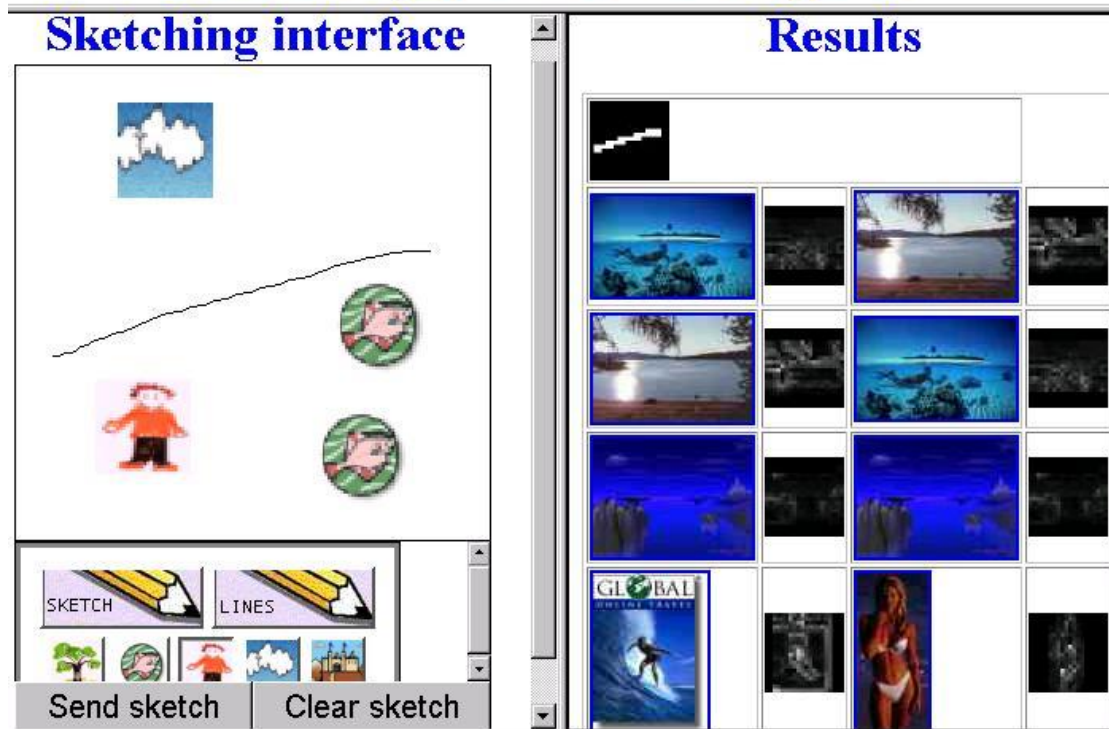 Sketching interface
SKETCH
LINES
Send sketch
Clear sketch
Results
GLOBAL
ONLINE TRAVEL